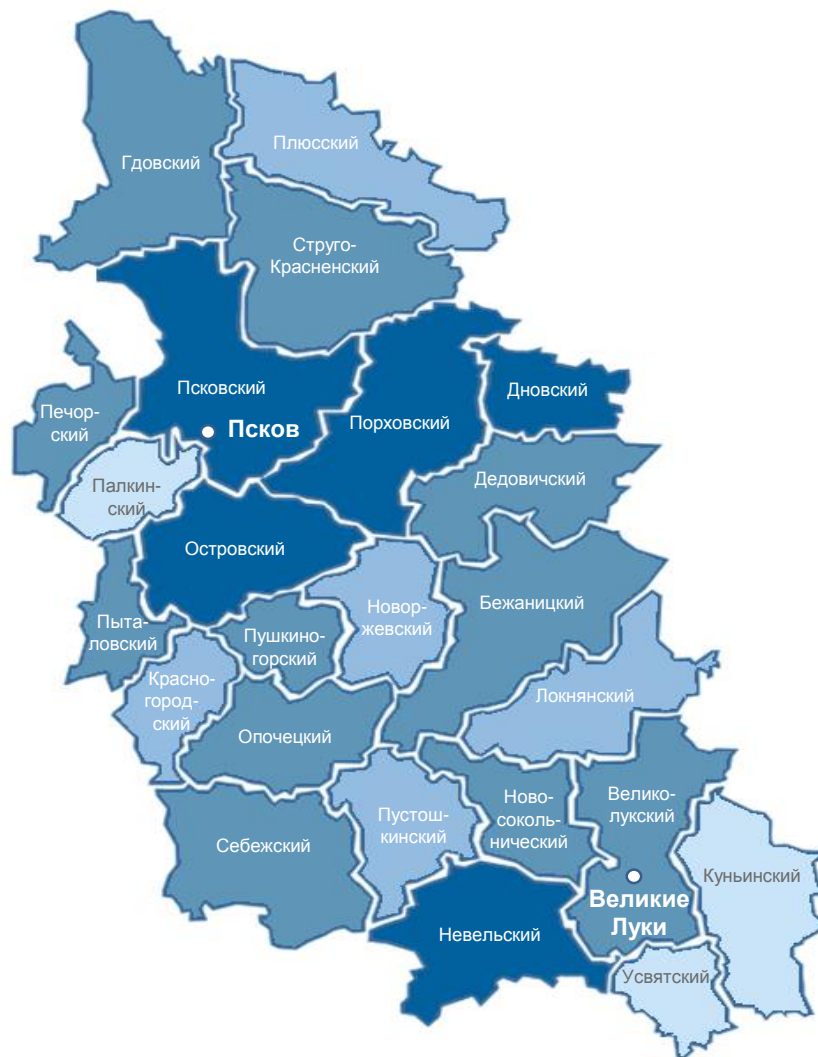 Плюсский
Гдовский
Струго-
Красненский
Псковский
Дновский
Печор-
ский
Псков
Порховский
Палкин-
ский
Дедовичский
Островский
Бежаницкий
Новор-
жевский
Пыта-
ловский
Пушкино-
горский
Красно-
город-
ский
Локнянский
Опочецкий
Пустош-
кинский
Ново-
соколь-
нический
Велико-
лукский
Себежский
Куньинский
Великие
Луки
Невельский
Усвятский